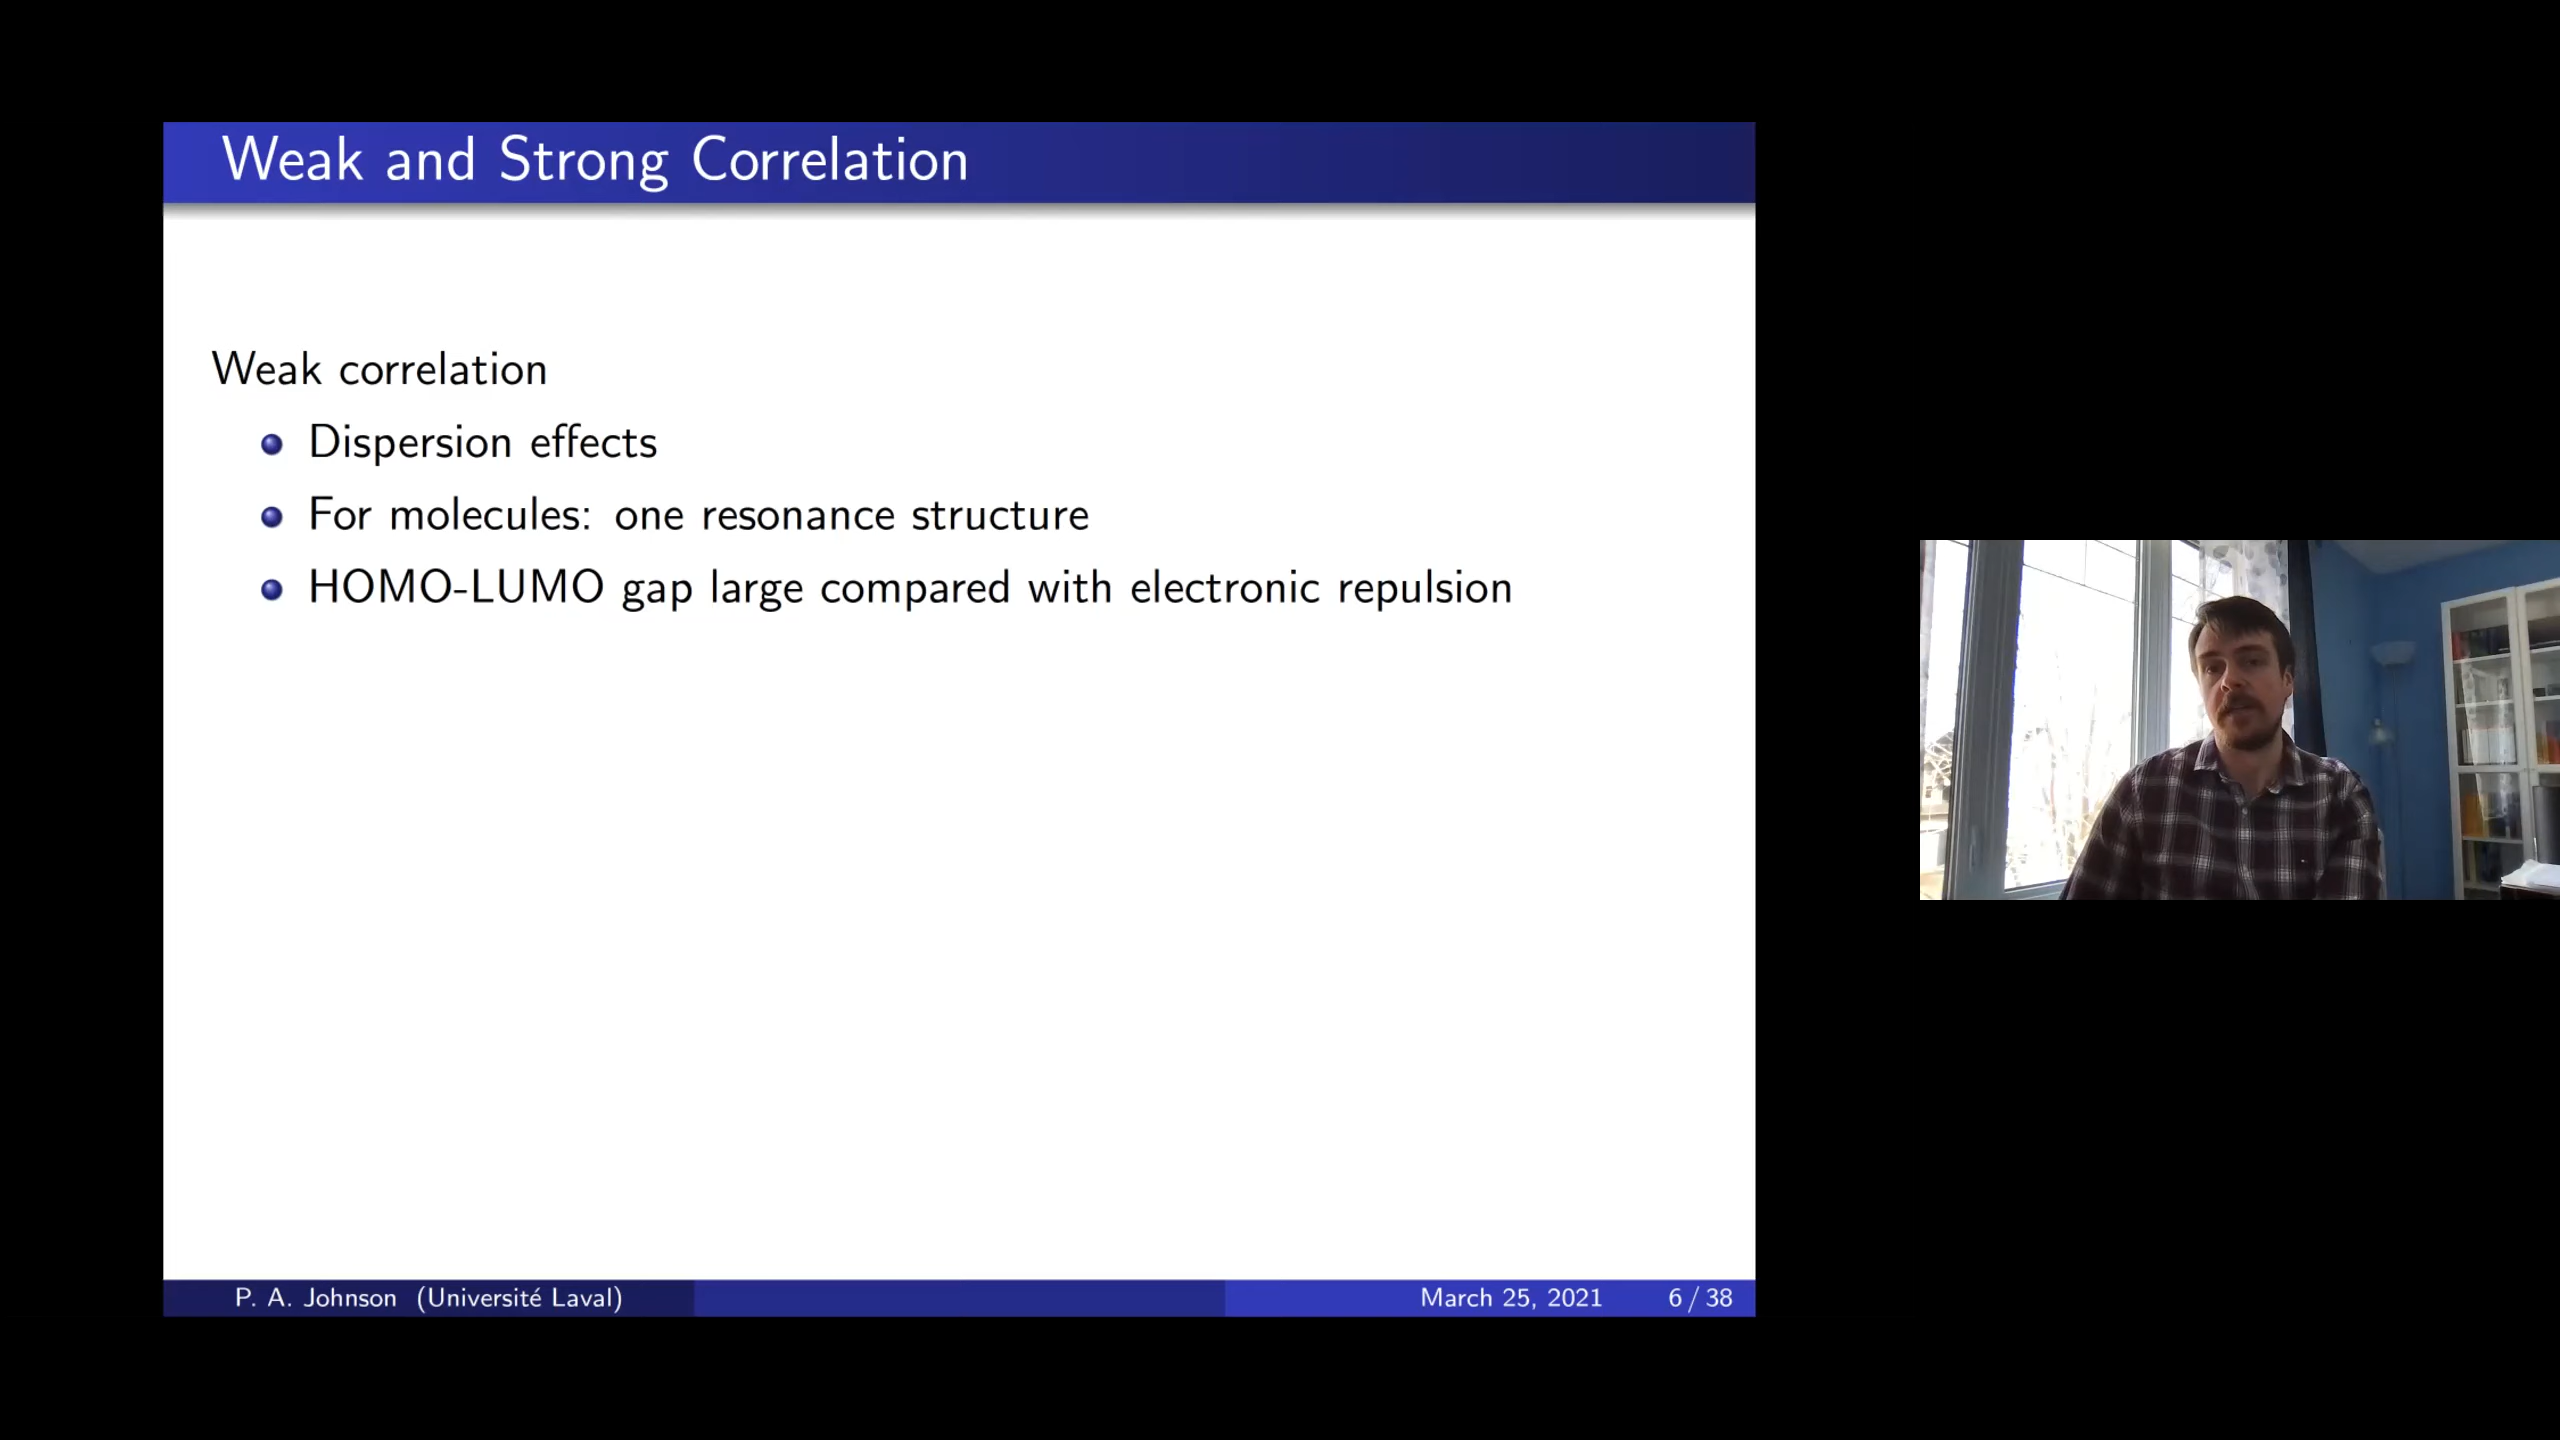 Weak and Strong Correlation
Weak correlation
Dispersion effects
For molecules: one resonance structure
HOMO-LUMO gap large compared with electronic repulsion
P. A. Johnson (Université Laval)
March 25, 2021
6 / 38